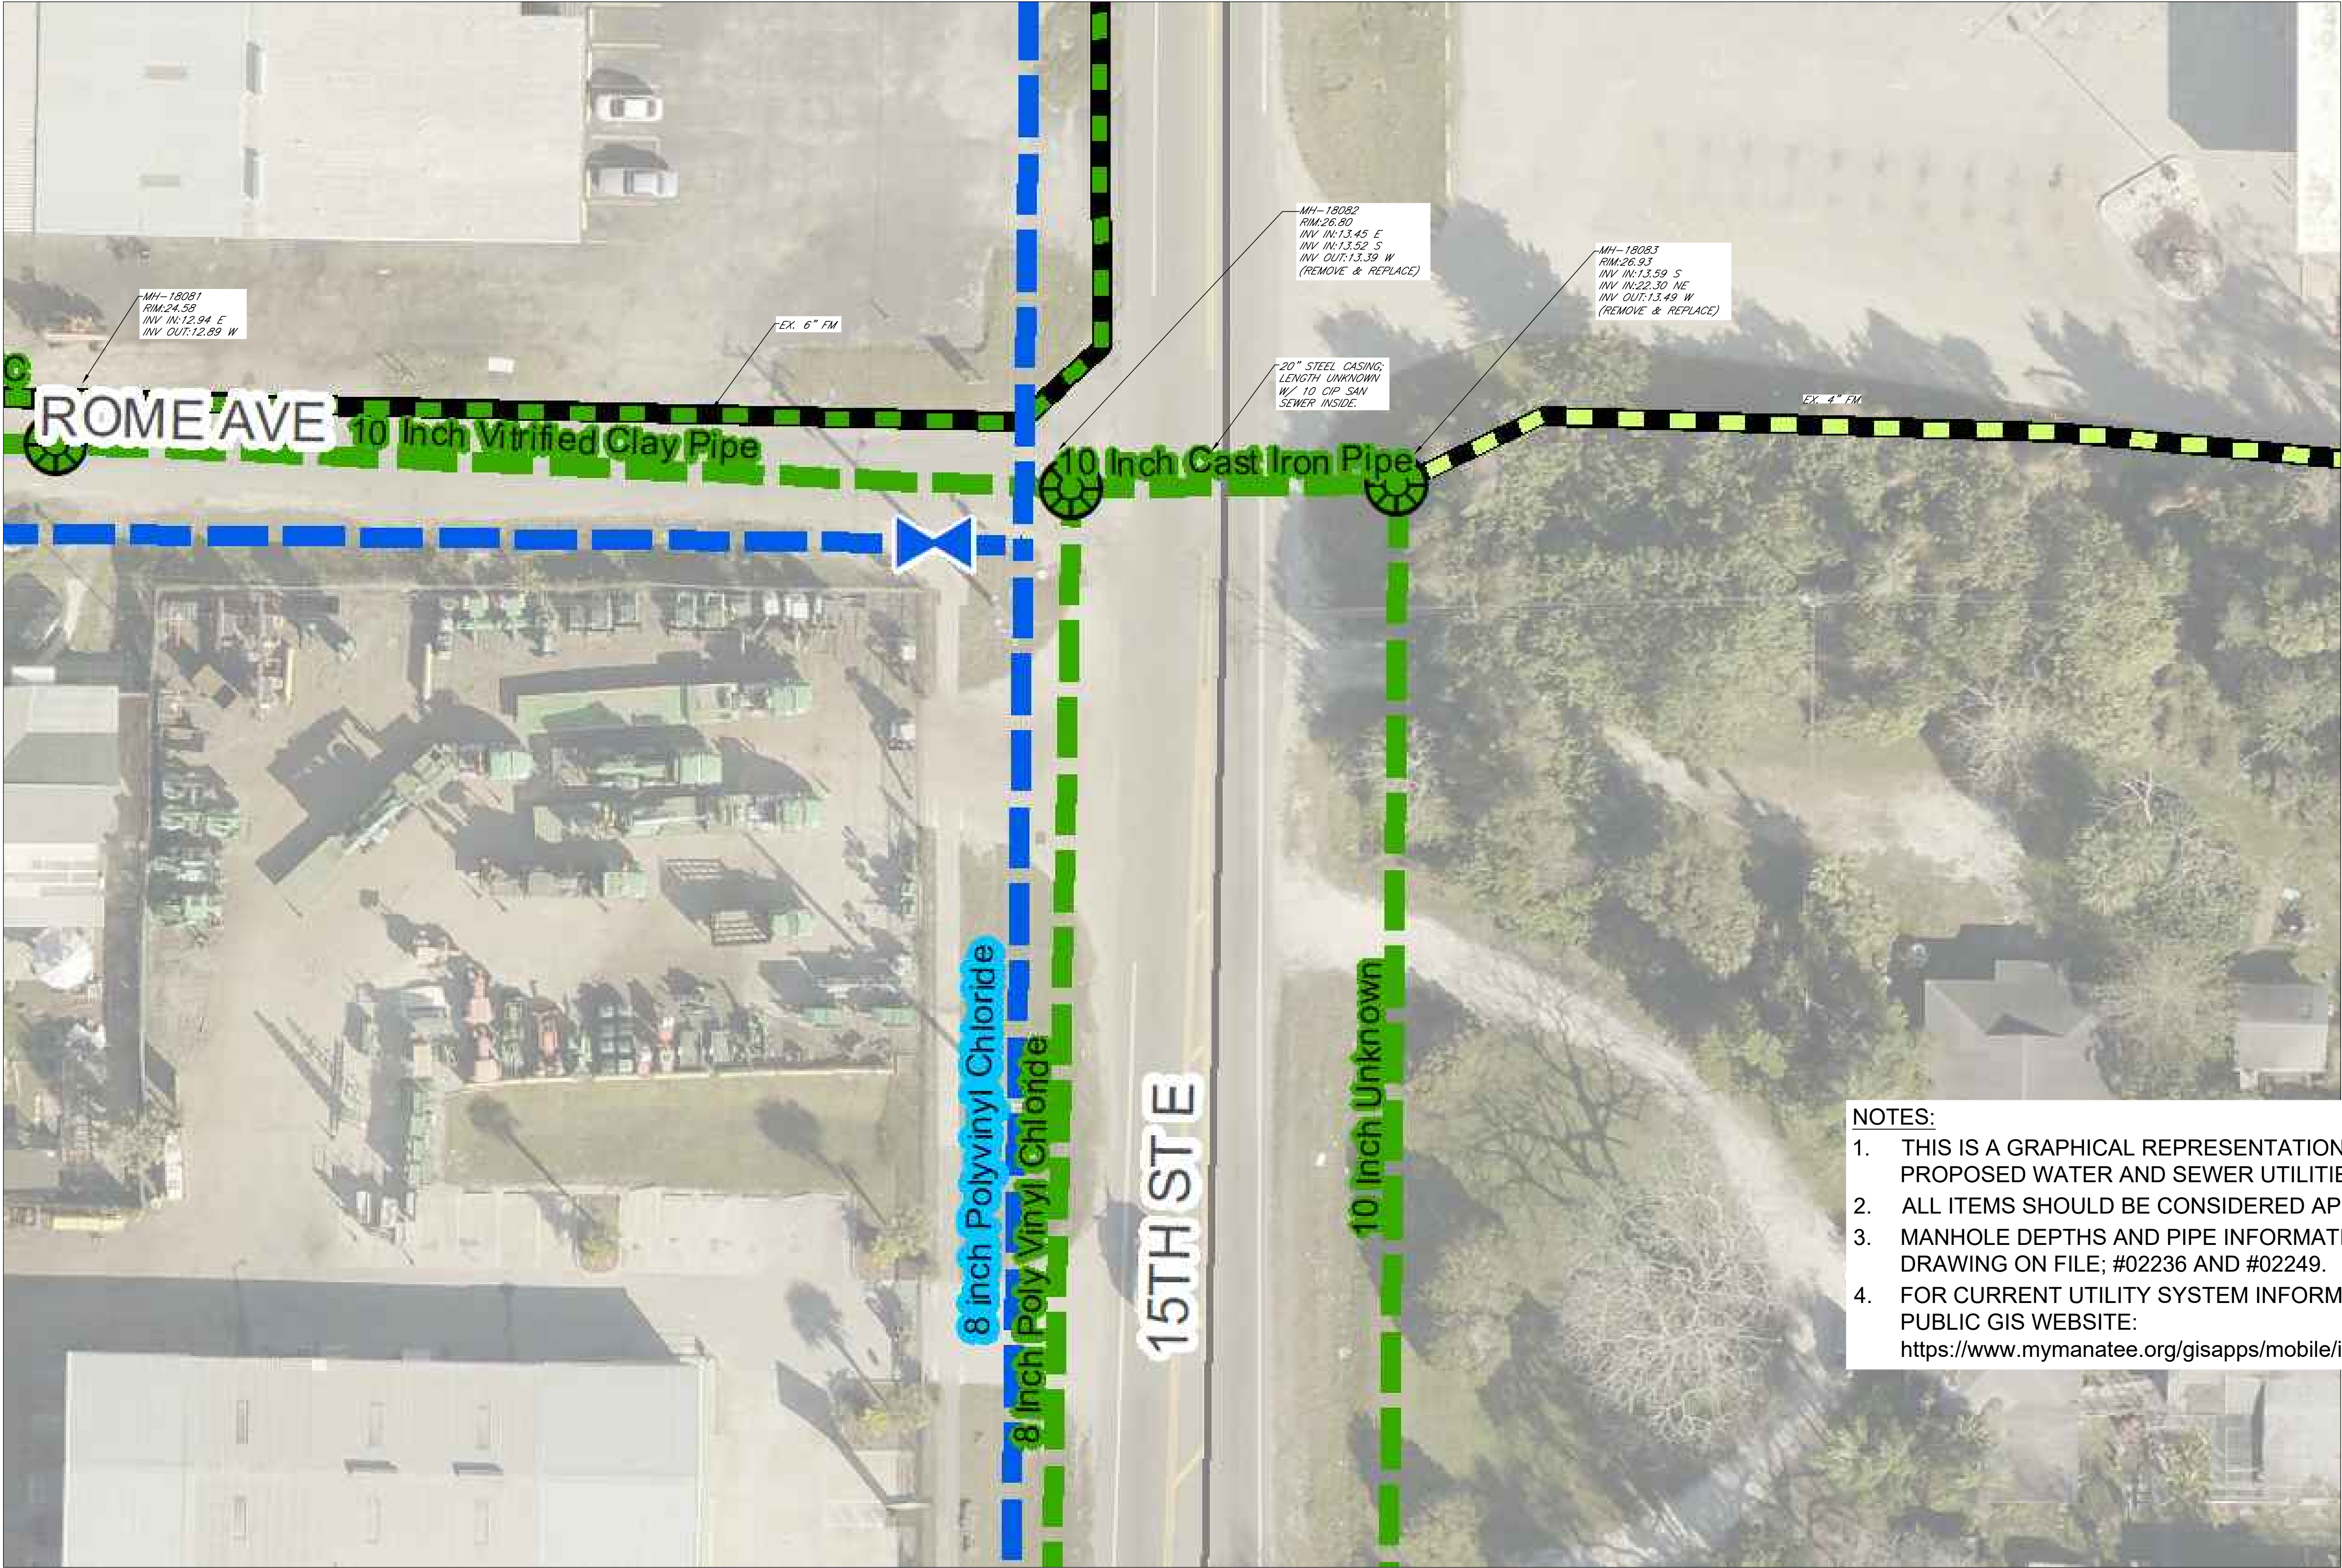 MH-18082
RIM:26.80
INV IN:13.45 E
INV IN:13.52 S
INV OUT:13.39 W
(REMOVE & REPLACE)
MH-18083
RIM:26.93
INV IN:13.59 S
INV IN:22.30 NE
INV OUT:13.49 W
(REMOVE & REPLACE)
MH-18081
RIM:24.58
INV IN:12.94 E
INV OUT:12.89 W
EX. 6" FM
20" STEEL CASING;
LENGTH UNKNOWN
W/ 10 CIP SAN
SEWER INSIDE.
C
ROME AVE
10 Inch Vitrified Clay Pipe
10 Inch Cast Iron Pipe
EX. 4" FM
8 inch Polyvinyl Chloride
8 Inch Poly Vinyl Chloride
15TH ST E
10 Inch Unknown
NOTES:
1. THIS IS A GRAPHICAL REPRESENTATION
PROPOSED WATER AND SEWER UTILITIE
2. ALL ITEMS SHOULD BE CONSIDERED AP
3. MANHOLE DEPTHS AND PIPE INFORMATI
DRAWING ON FILE; #02236 AND #02249.
4. FOR CURRENT UTILITY SYSTEM INFORM
PUBLIC GIS WEBSITE:
https://www.mymanatee.org/gisapps/mobile/i